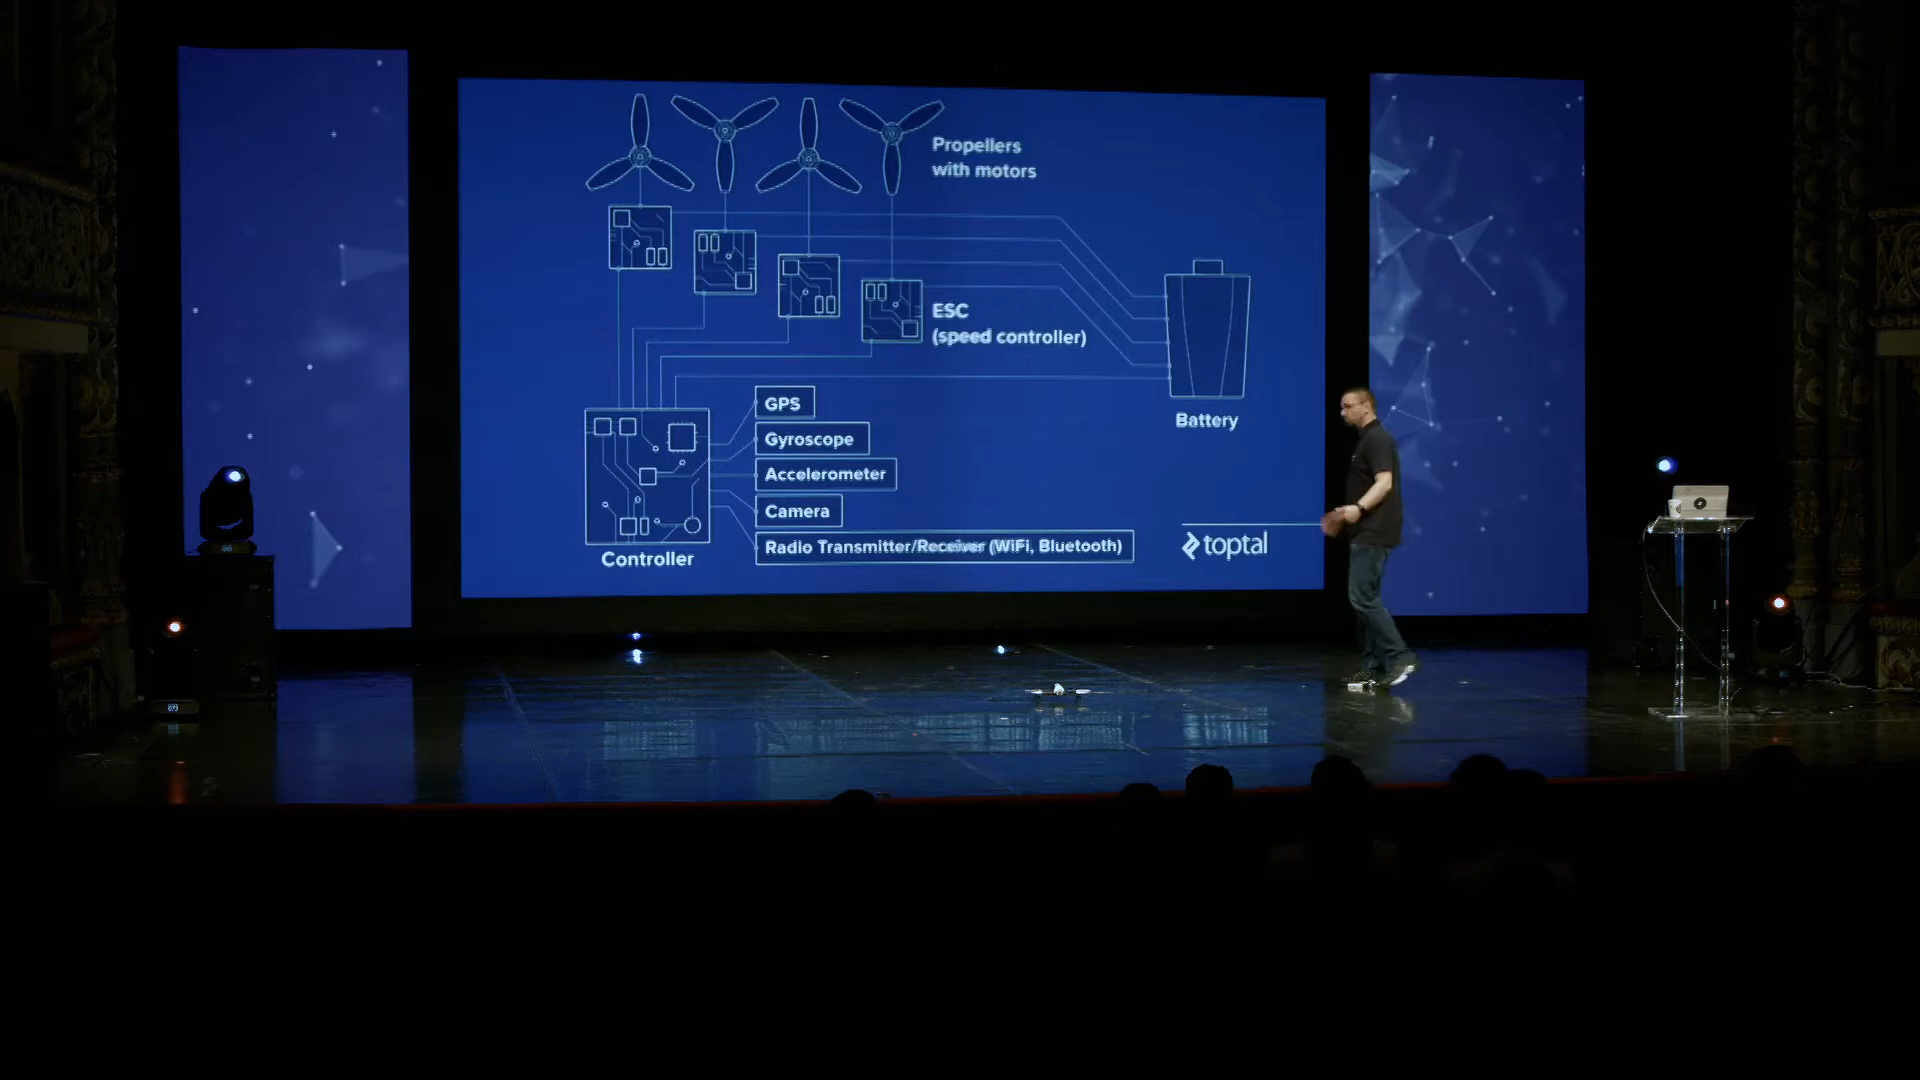 Propellers
with motors
ESC
(speed controller)
Battery
GPS
Gyroscope
Accelerometer
Camera
Radio Transmitter/Receiver (WiFi, Bluetooth)
Controller
toptal